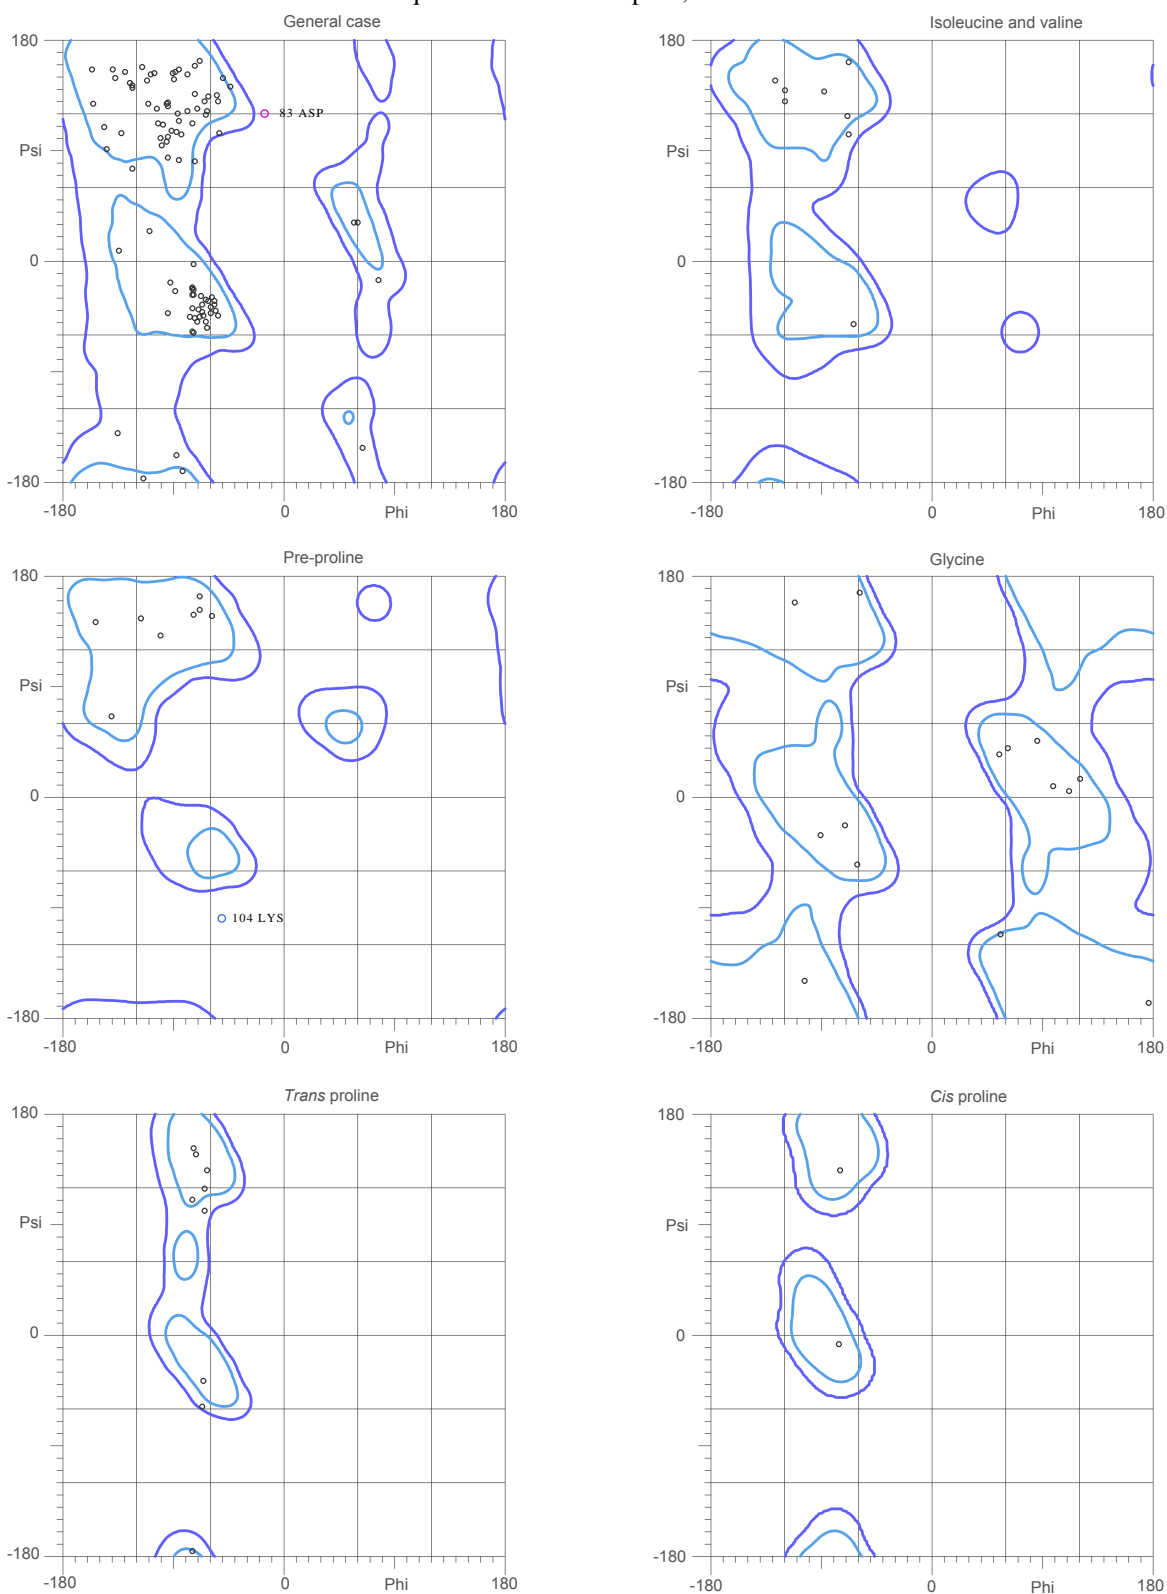 General case
180
83 ASP
Psi
0
-180
-180
0
Phi
180
Isoleucine and valine
180
Psi
0
-180
-180
0
Phi
180
Pre-proline
180
Psi
0
104 LYS
-180
-180
0
Phi
180
Glycine
180
Psi
0
-180
-180
0
Phi
180
Trans proline
180
Psi
0
-180
-180
0
Phi
180
Cis proline
180
Psi
0
-180
-180
0
Phi
180